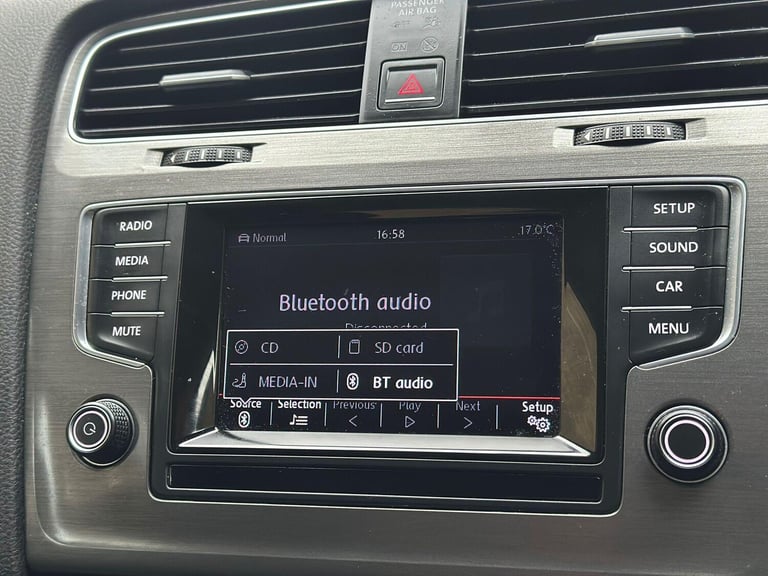 PASSENGER
AIR BAG
ON
RADIO
MEDIA
PHONE
MUTE
Normal 16:58 17.0°C
Bluetooth audio
Disconnected
CD SD card
MEDIA-IN BT audio
Source Selection Previous Play Next Setup
SETUP
SOUND
CAR
MENU